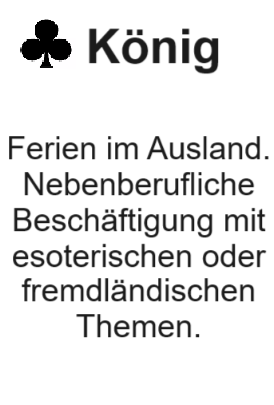 ♣ König
Ferien im Ausland.
Nebenberufliche
Beschäftigung mit
esoterischen oder
fremdländischen
Themen.